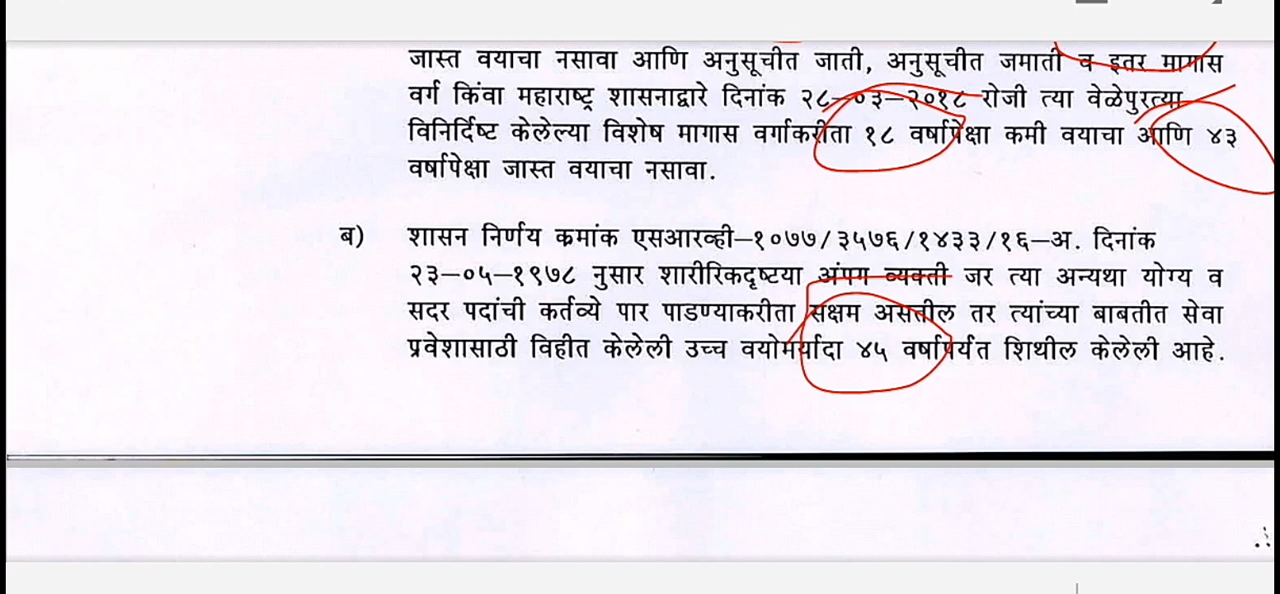 जास्त वयाचा नसावा आणि अनुसूचीत जाती, अनुसूचीत जमाती व इतर मागास
वर्ग किंवा महाराष्ट्र शासनाद्वारे दिनांक २८–०३–२०१८ रोजी त्या वेळेपुरत्या
विनिर्दिष्ट केलेल्या विशेष मागास वर्गाकरीता १८ वर्षापेक्षा कमी वयाचा आणि ४३
वर्षापेक्षा जास्त वयाचा नसावा.
ब) शासन निर्णय क्रमांक एसआरव्ही–१०७७/३५७६/१४३३/१६–अ. दिनांक
२३–०५–१९७८ नुसार शारीरिकदृष्टया अंपग व्यक्ती जर त्या अन्यथा योग्य व
सदर पदांची कर्तव्ये पार पाडण्याकरीता सक्षम असतील तर त्यांच्या बाबतीत सेवा
प्रवेशासाठी विहीत केलेली उच्च वयोमर्यादा ४५ वर्षापर्यंत शिथील केलेली आहे.